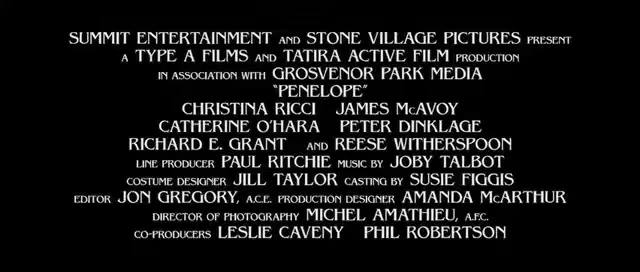 SUMMIT ENTERTAINMENT AND STONE VILLAGE PICTURES PRESENT
A TYPE A FILMS AND TATIRA ACTIVE FILM PRODUCTION
IN ASSOCIATION WITH GROSVENOR PARK MEDIA
"PENELOPE"
CHRISTINA RICCI JAMES McAVOY
CATHERINE O'HARA PETER DINKLAGE
RICHARD E. GRANT AND REESE WITHERSPOON
LINE PRODUCER PAUL RITCHIE MUSIC BY JOBY TALBOT
COSTUME DESIGNER JILL TAYLOR CASTING BY SUSIE FIGGIS
EDITOR JON GREGORY, A.C.E. PRODUCTION DESIGNER AMANDA McARTHUR
DIRECTOR OF PHOTOGRAPHY MICHEL AMATHIEU, A.F.C.
CO-PRODUCERS LESLIE CAVENY PHIL ROBERTSON